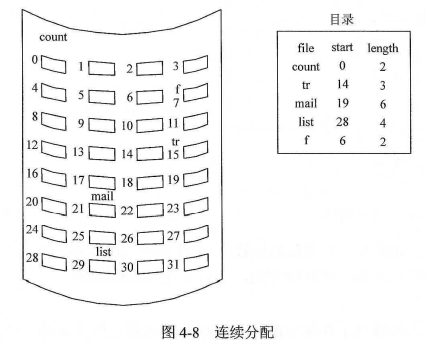 count
0 1 2 3
f
4 5 6 7
8 9 10 11
tr
12 13 14 15
16 17 18 19
mail
20 21 22 23
24 25 26 27
list
28 29 30 31
目录
file start length
count 0 2
tr 14 3
mail 19 6
list 28 4
f 6 2
图 4-8 连续分配